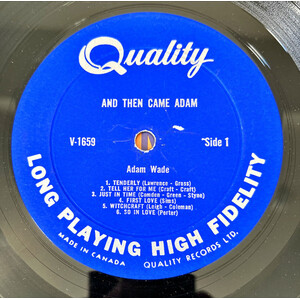 Quality
AND THEN CAME ADAM
V-1659
Side 1
Adam Wade
1. TENDERLY (Lawrence - Gross)
2. TELL HER FOR ME (Craft - Craft)
3. JUST IN TIME (Comden - Green - Styne)
4. FIRST LOVE (Sims)
5. WITCHCRAFT (Leigh - Coleman)
6. SO IN LOVE (Porter)
LONG PLAYING HIGH FIDELITY
MADE IN CANADA
QUALITY RECORDS LTD.